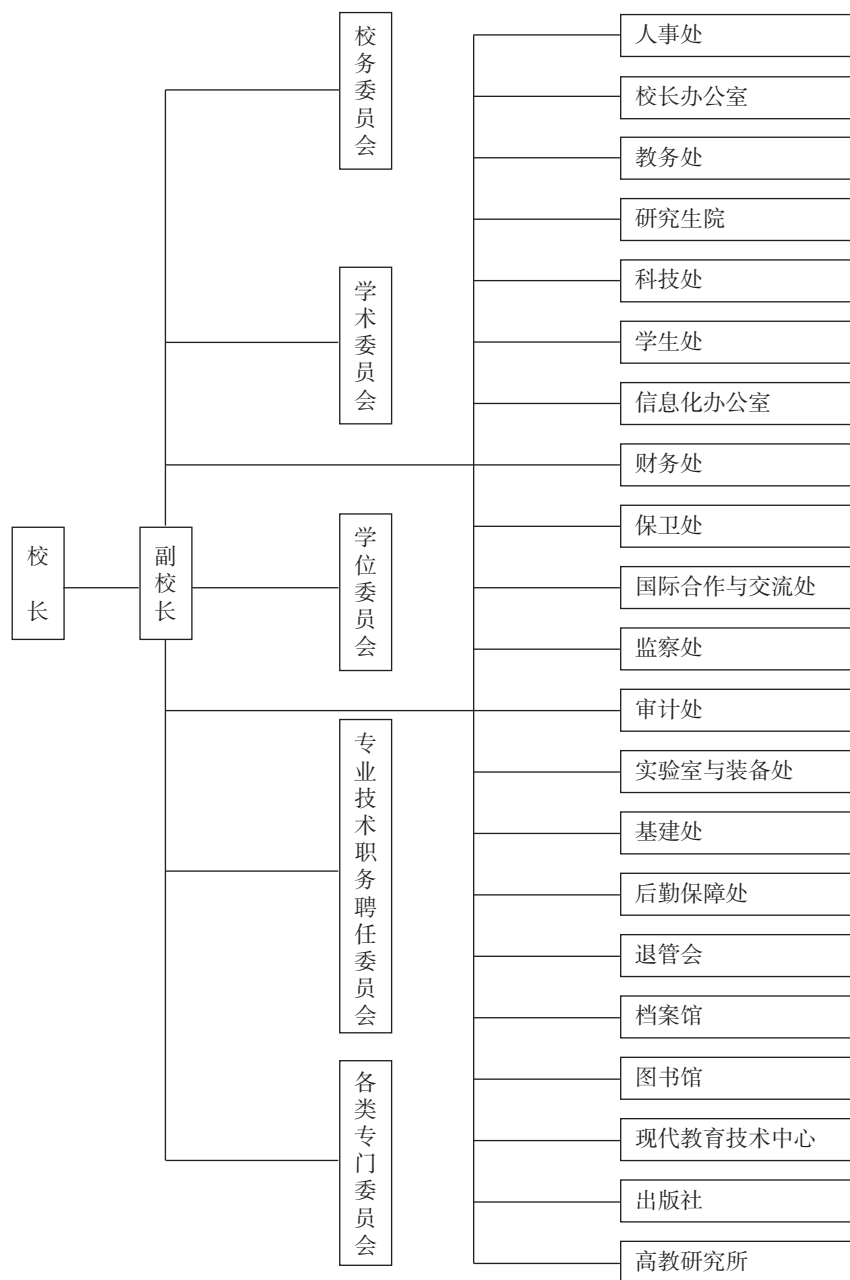 校长
副校长
校务委员会
学术委员会
学位委员会
专业技术职务聘任委员会
各类专门委员会
人事处
校长办公室
教务处
研究生院
科技处
学生处
信息化办公室
财务处
保卫处
国际合作与交流处
监察处
审计处
实验室与装备处
基建处
后勤保障处
退管会
档案馆
图书馆
现代教育技术中心
出版社
高教研究所